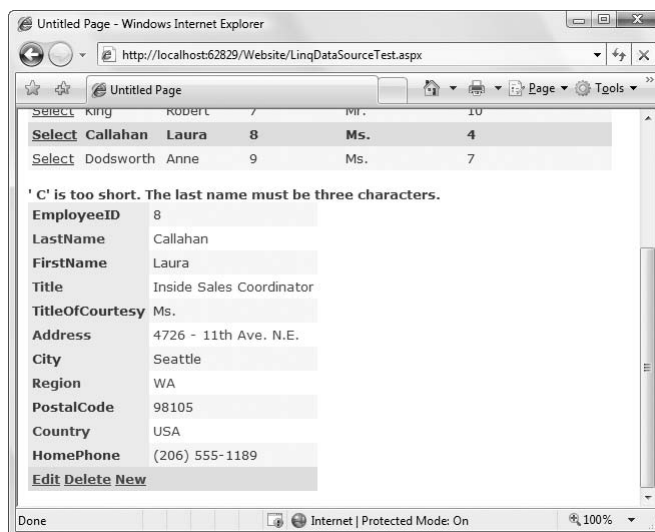 Untitled Page - Windows Internet Explorer
http://localhost:62829/Website/LinqDataSourceTest.aspx
Untitled Page
Page Tools
Select King Robert 7 Mr. 10
Select Callahan Laura 8 Ms. 4
Select Dodsworth Anne 9 Ms. 7
' C' is too short. The last name must be three characters.
EmployeeID 8
LastName Callahan
FirstName Laura
Title Inside Sales Coordinator
TitleOfCourtesy Ms.
Address 4726 - 11th Ave. N.E.
City Seattle
Region WA
PostalCode 98105
Country USA
HomePhone (206) 555-1189
Edit Delete New
Done Internet | Protected Mode: On 100%